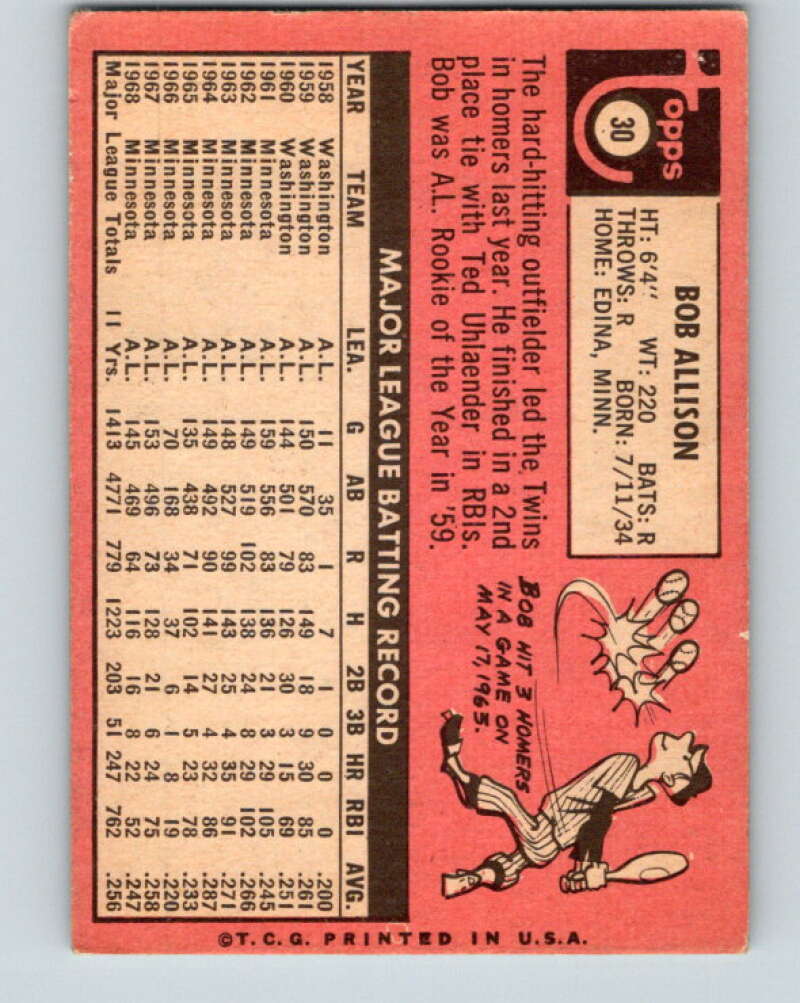 Topps
30
BOB ALLISON
HT: 6'4" WT: 220 BATS: R
THROWS: R BORN: 7/11/34
HOME: EDINA, MINN.
The hard-hitting outfielder led the Twins
in homers last year. He finished in a 2nd
place tie with Ted Uhlaender in RBIs.
Bob was A.L. Rookie of the Year in '59.
BOB HIT 3 HOMERS
IN A GAME ON
MAY 17, 1963.
MAJOR LEAGUE BATTING RECORD
YEAR TEAM LEA. G AB R H 2B 3B HR RBI AVG.
1958 Washington A.L. 11 35 1 7 1 0 0 0 .200
1959 Washington A.L. 150 570 83 149 18 9 30 85 .261
1960 Washington A.L. 144 501 79 126 30 3 15 69 .251
1961 Minnesota A.L. 159 556 83 136 21 3 29 105 .245
1962 Minnesota A.L. 149 519 102 138 24 8 29 102 .266
1963 Minnesota A.L. 148 527 99 143 25 4 35 91 .271
1964 Minnesota A.L. 149 492 90 141 27 4 32 86 .287
1965 Minnesota A.L. 135 438 71 102 14 5 23 78 .233
1966 Minnesota A.L. 70 168 34 37 6 1 8 19 .220
1967 Minnesota A.L. 153 496 73 128 21 6 24 75 .258
1968 Minnesota A.L. 145 469 64 116 16 8 22 52 .247
Major League Totals 11 Yrs. 1413 4771 779 1223 203 51 247 762 .256
©T.C.G. PRINTED IN U.S.A.